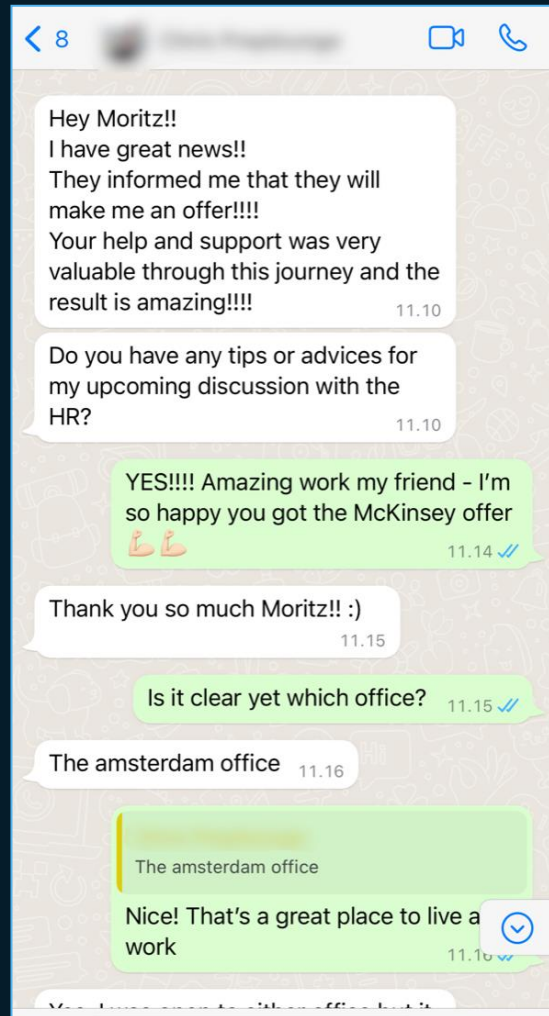 8
Hey Moritz!!
I have great news!!
They informed me that they will
make me an offer!!!!
Your help and support was very
valuable through this journey and the
result is amazing!!!!
11.10
Do you have any tips or advices for
my upcoming discussion with the
HR?
11.10
YES!!!! Amazing work my friend - I'm
so happy you got the McKinsey offer
💪🏻💪🏻
11.14
Thank you so much Moritz!! :)
11.15
Is it clear yet which office? 11.15
The amsterdam office 11.16
The amsterdam office
Nice! That's a great place to live a
work
11.16